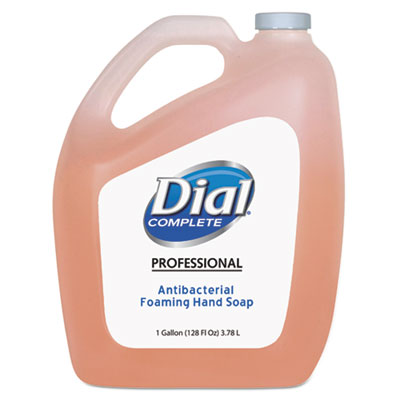 Dial
COMPLETE
PROFESSIONAL
Antibacterial
Foaming Hand Soap
1 Gallon (128 Fl Oz) 3.78 L